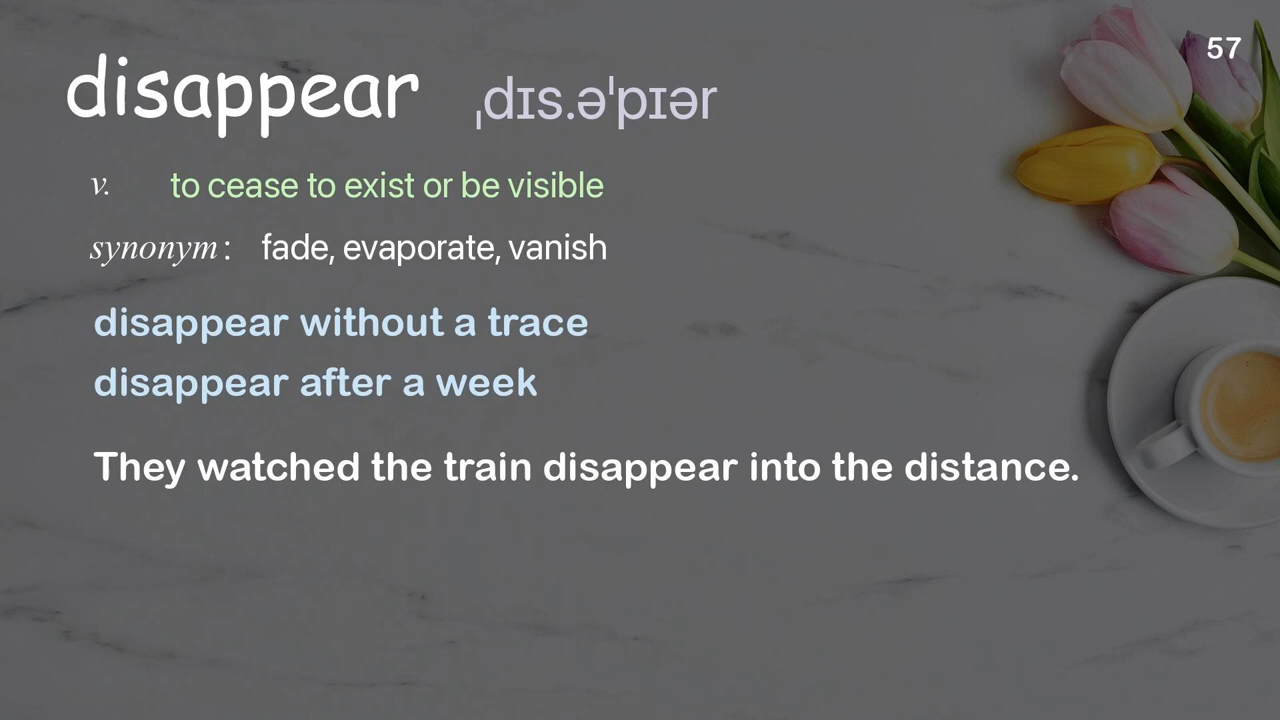 57
disappear ˌdɪs.əˈpɪər
v. to cease to exist or be visible
synonym: fade, evaporate, vanish
disappear without a trace
disappear after a week
They watched the train disappear into the distance.